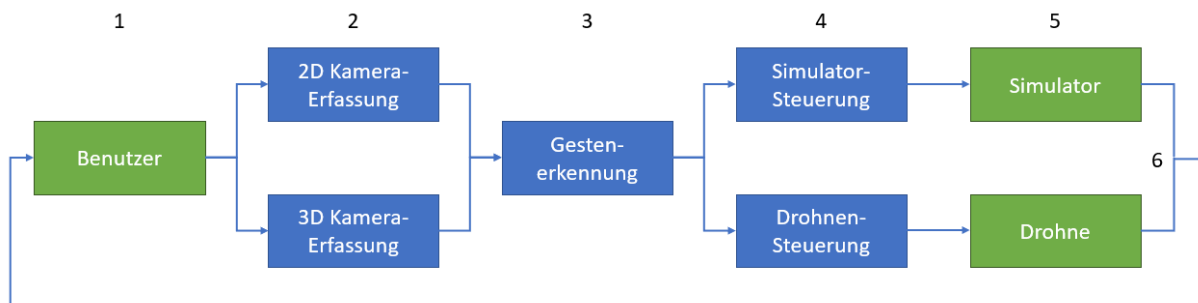 1
2
3
4
5
2D Kamera-
Erfassung
Simulator-
Steuerung
Simulator
Benutzer
Gesten-
erkennung
6
3D Kamera-
Erfassung
Drohnen-
Steuerung
Drohne